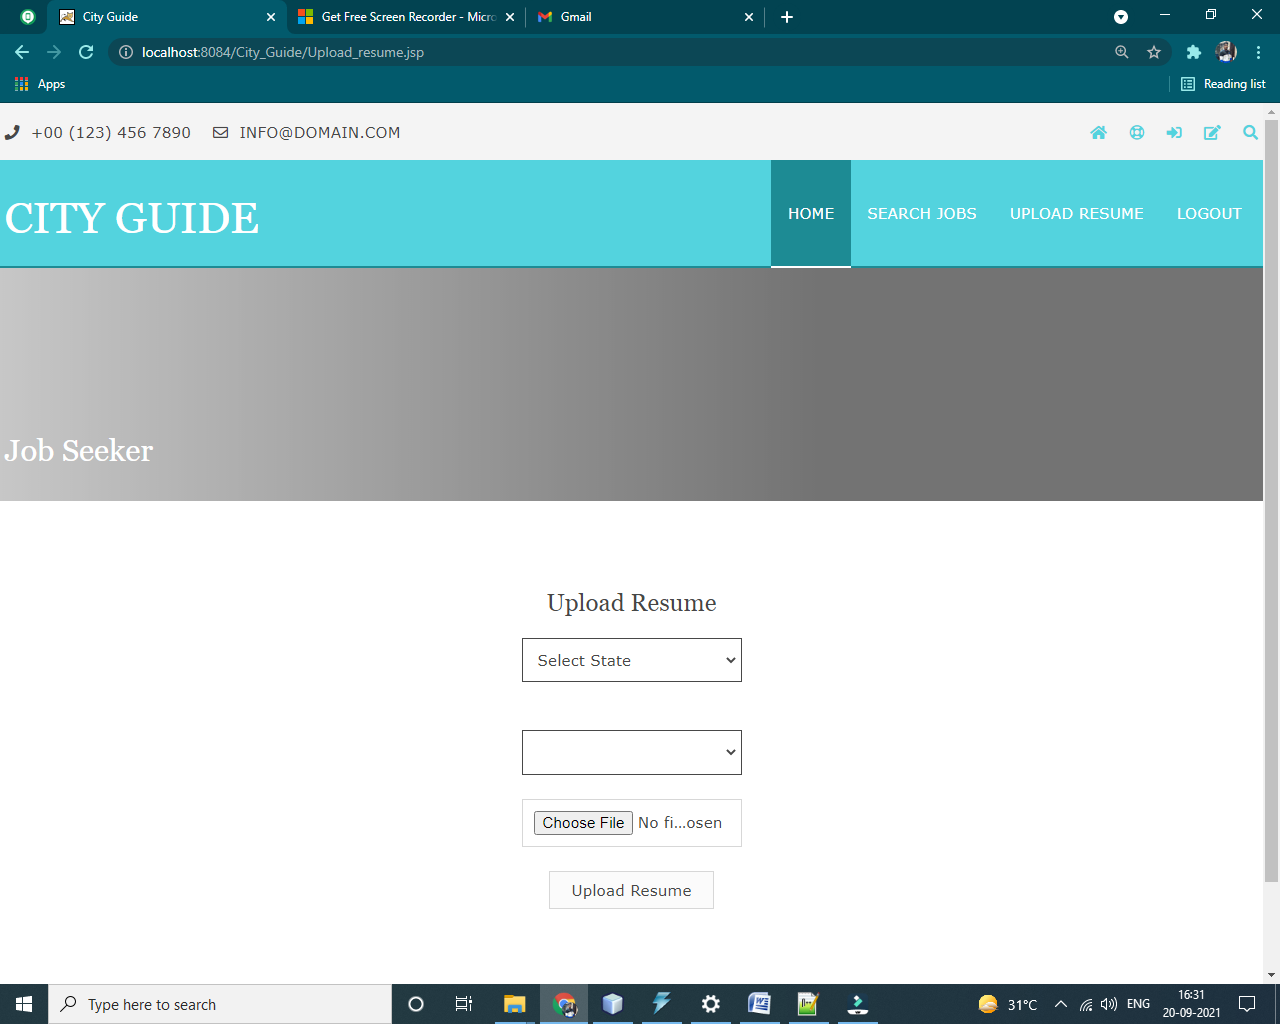 City Guide
Get Free Screen Recorder - Micro
Gmail
localhost:8084/City_Guide/Upload_resume.jsp
Apps
Reading list
+00 (123) 456 7890
INFO@DOMAIN.COM
CITY GUIDE
HOME
SEARCH JOBS
UPLOAD RESUME
LOGOUT
Job Seeker
Upload Resume
Select State
Choose File No fi...osen
Upload Resume
Type here to search
31°C
ENG
16:31
20-09-2021